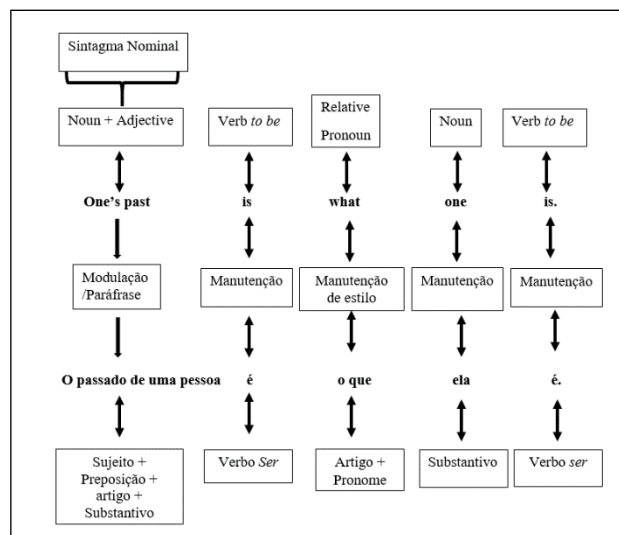 Sintagma Nominal
Noun + Adjective
Verb to be
Relative
Pronoun
Noun
Verb to be
One's past
is
what
one
is.
Modulação
/Paráfrase
Manutenção
Manutenção
de estilo
Manutenção
Manutenção
O passado de uma pessoa
é
o que
ela
é.
Sujeito +
Preposição +
artigo +
Substantivo
Verbo Ser
Artigo +
Pronome
Substantivo
Verbo ser